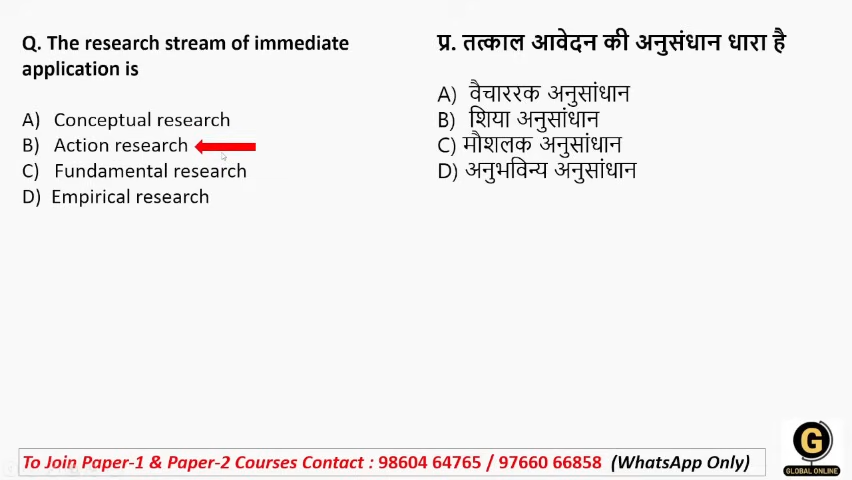 Q. The research stream of immediate
application is
A) Conceptual research
B) Action research
C) Fundamental research
D) Empirical research
प्र. तत्काल आवेदन की अनुसंधान धारा है
A) वैचाररक अनुसांधान
B) शिया अनुसांधान
C) मौशलक अनुसांधान
D) अनुभविन्य अनुसांधान
To Join Paper-1 & Paper-2 Courses Contact : 98604 64765 / 97660 66858 (WhatsApp Only)
G
GLOBAL ONLINE